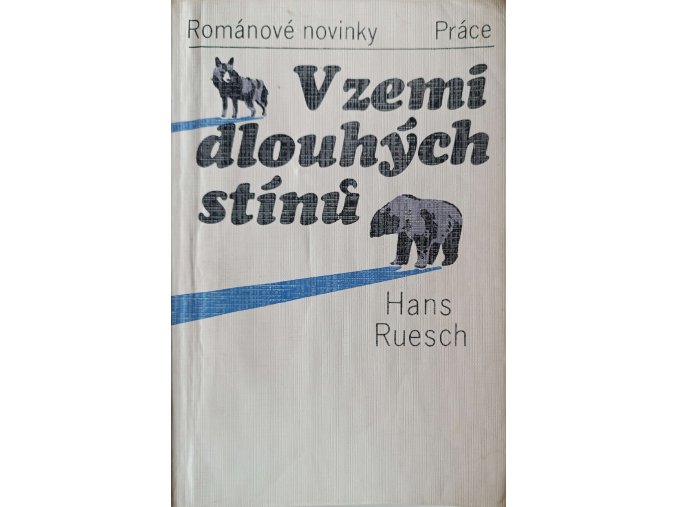 Románové novinky Práce
V zemi
dlouhých
stínů
Hans
Ruesch